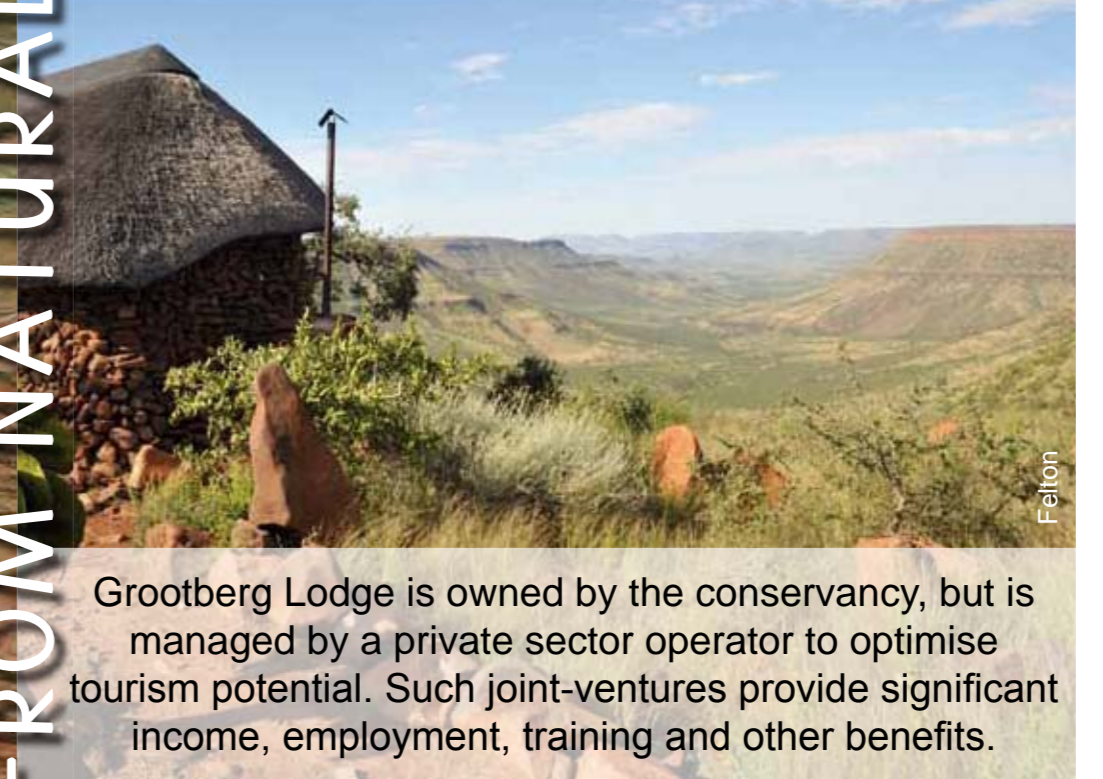 FROM NATURAL
Felton
Grootberg Lodge is owned by the conservancy, but is
managed by a private sector operator to optimise
tourism potential. Such joint-ventures provide significant
income, employment, training and other benefits.